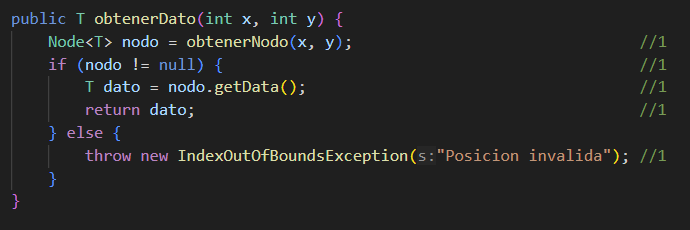 public T obtenerDato(int x, int y) {
    Node<T> nodo = obtenerNodo(x, y);                              //1
    if (nodo != null) {                                            //1
        T dato = nodo.getData();                                   //1
        return dato;                                               //1
    } else {
        throw new IndexOutOfBoundsException(s:"Posicion invalida"); //1
    }
}